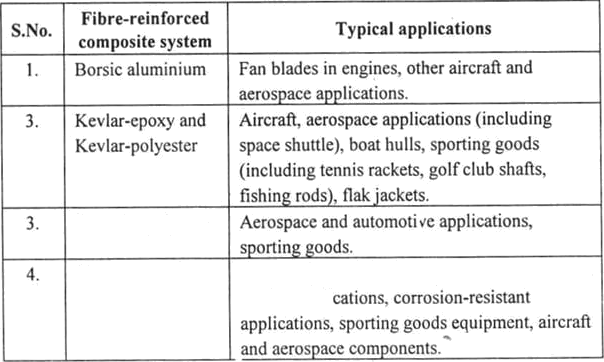 S.No. Fibre-reinforced composite system Typical applications
1. Borsic aluminium Fan blades in engines, other aircraft and
aerospace applications.
3. Kevlar-epoxy and Aircraft, aerospace applications (including
Kevlar-polyester space shuttle), boat hulls, sporting goods
(including tennis rackets, golf club shafts,
fishing rods), flak jackets.
3. Aerospace and automotive applications,
sporting goods.
4.
cations, corrosion-resistant
applications, sporting goods equipment, aircraft
and aerospace components.